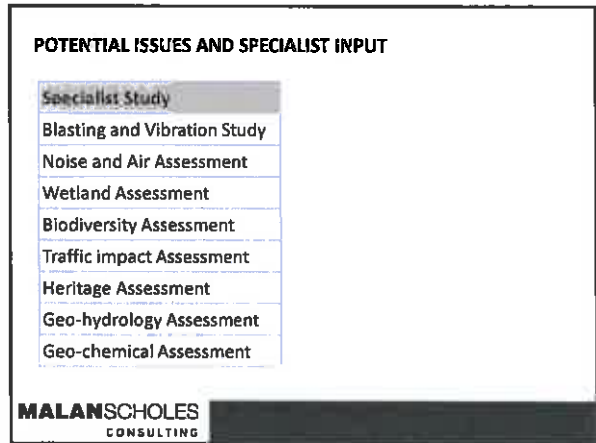 POTENTIAL ISSUES AND SPECIALIST INPUT
Specialist Study
Blasting and Vibration Study
Noise and Air Assessment
Wetland Assessment
Biodiversity Assessment
Traffic impact Assessment
Heritage Assessment
Geo-hydrology Assessment
Geo-chemical Assessment
MALANSCHOLES
CONSULTING